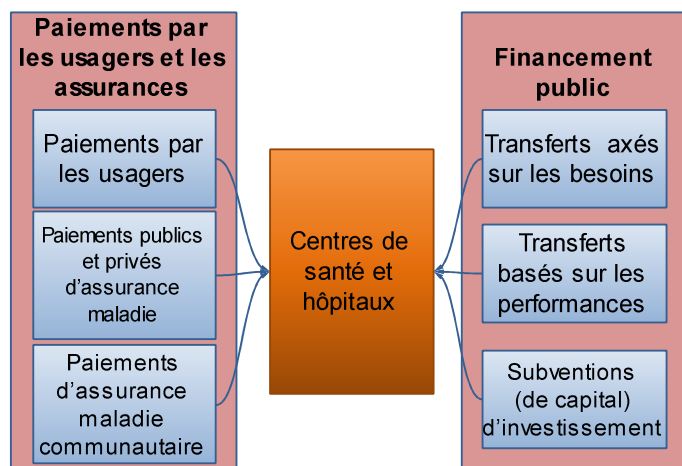 Paiements par
les usagers et les
assurances
Paiements par
les usagers
Paiements publics
et privés
d'assurance
maladie
Paiements
d'assurance
maladie
communautaire
Centres de
santé et
hôpitaux
Financement
public
Transferts axés
sur les besoins
Transferts
basés sur les
performances
Subventions
(de capital)
d'investissement